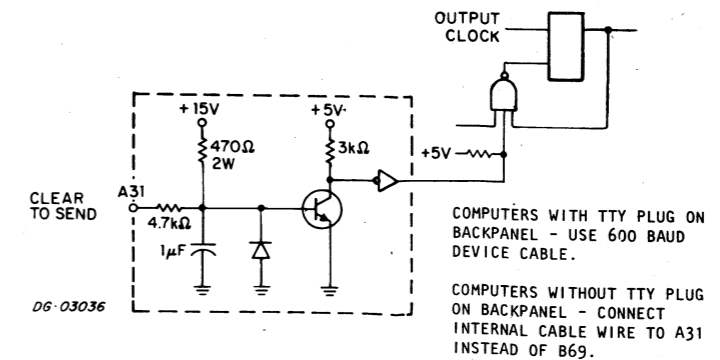 OUTPUT
CLOCK
+15V
+5V
470Ω
2W
3kΩ
+5V
CLEAR
TO SEND
A31
4.7kΩ
1µF
COMPUTERS WITH TTY PLUG ON
BACKPANEL - USE 600 BAUD
DEVICE CABLE.
COMPUTERS WITHOUT TTY PLUG
ON BACKPANEL - CONNECT
INTERNAL CABLE WIRE TO A31
INSTEAD OF B69.
DG-03036